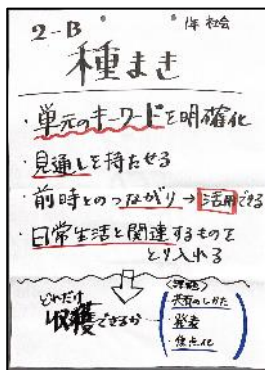 2-B 1年 社会
種まき
・単元のキーワードを明確化
・見通しを持たせる
・前時とのつながり→活用できる
・日常生活と関連するものを
とり入れる
どれだけ
収穫できるか
〈課題〉
・共有のしかた
・発表
・焦点化